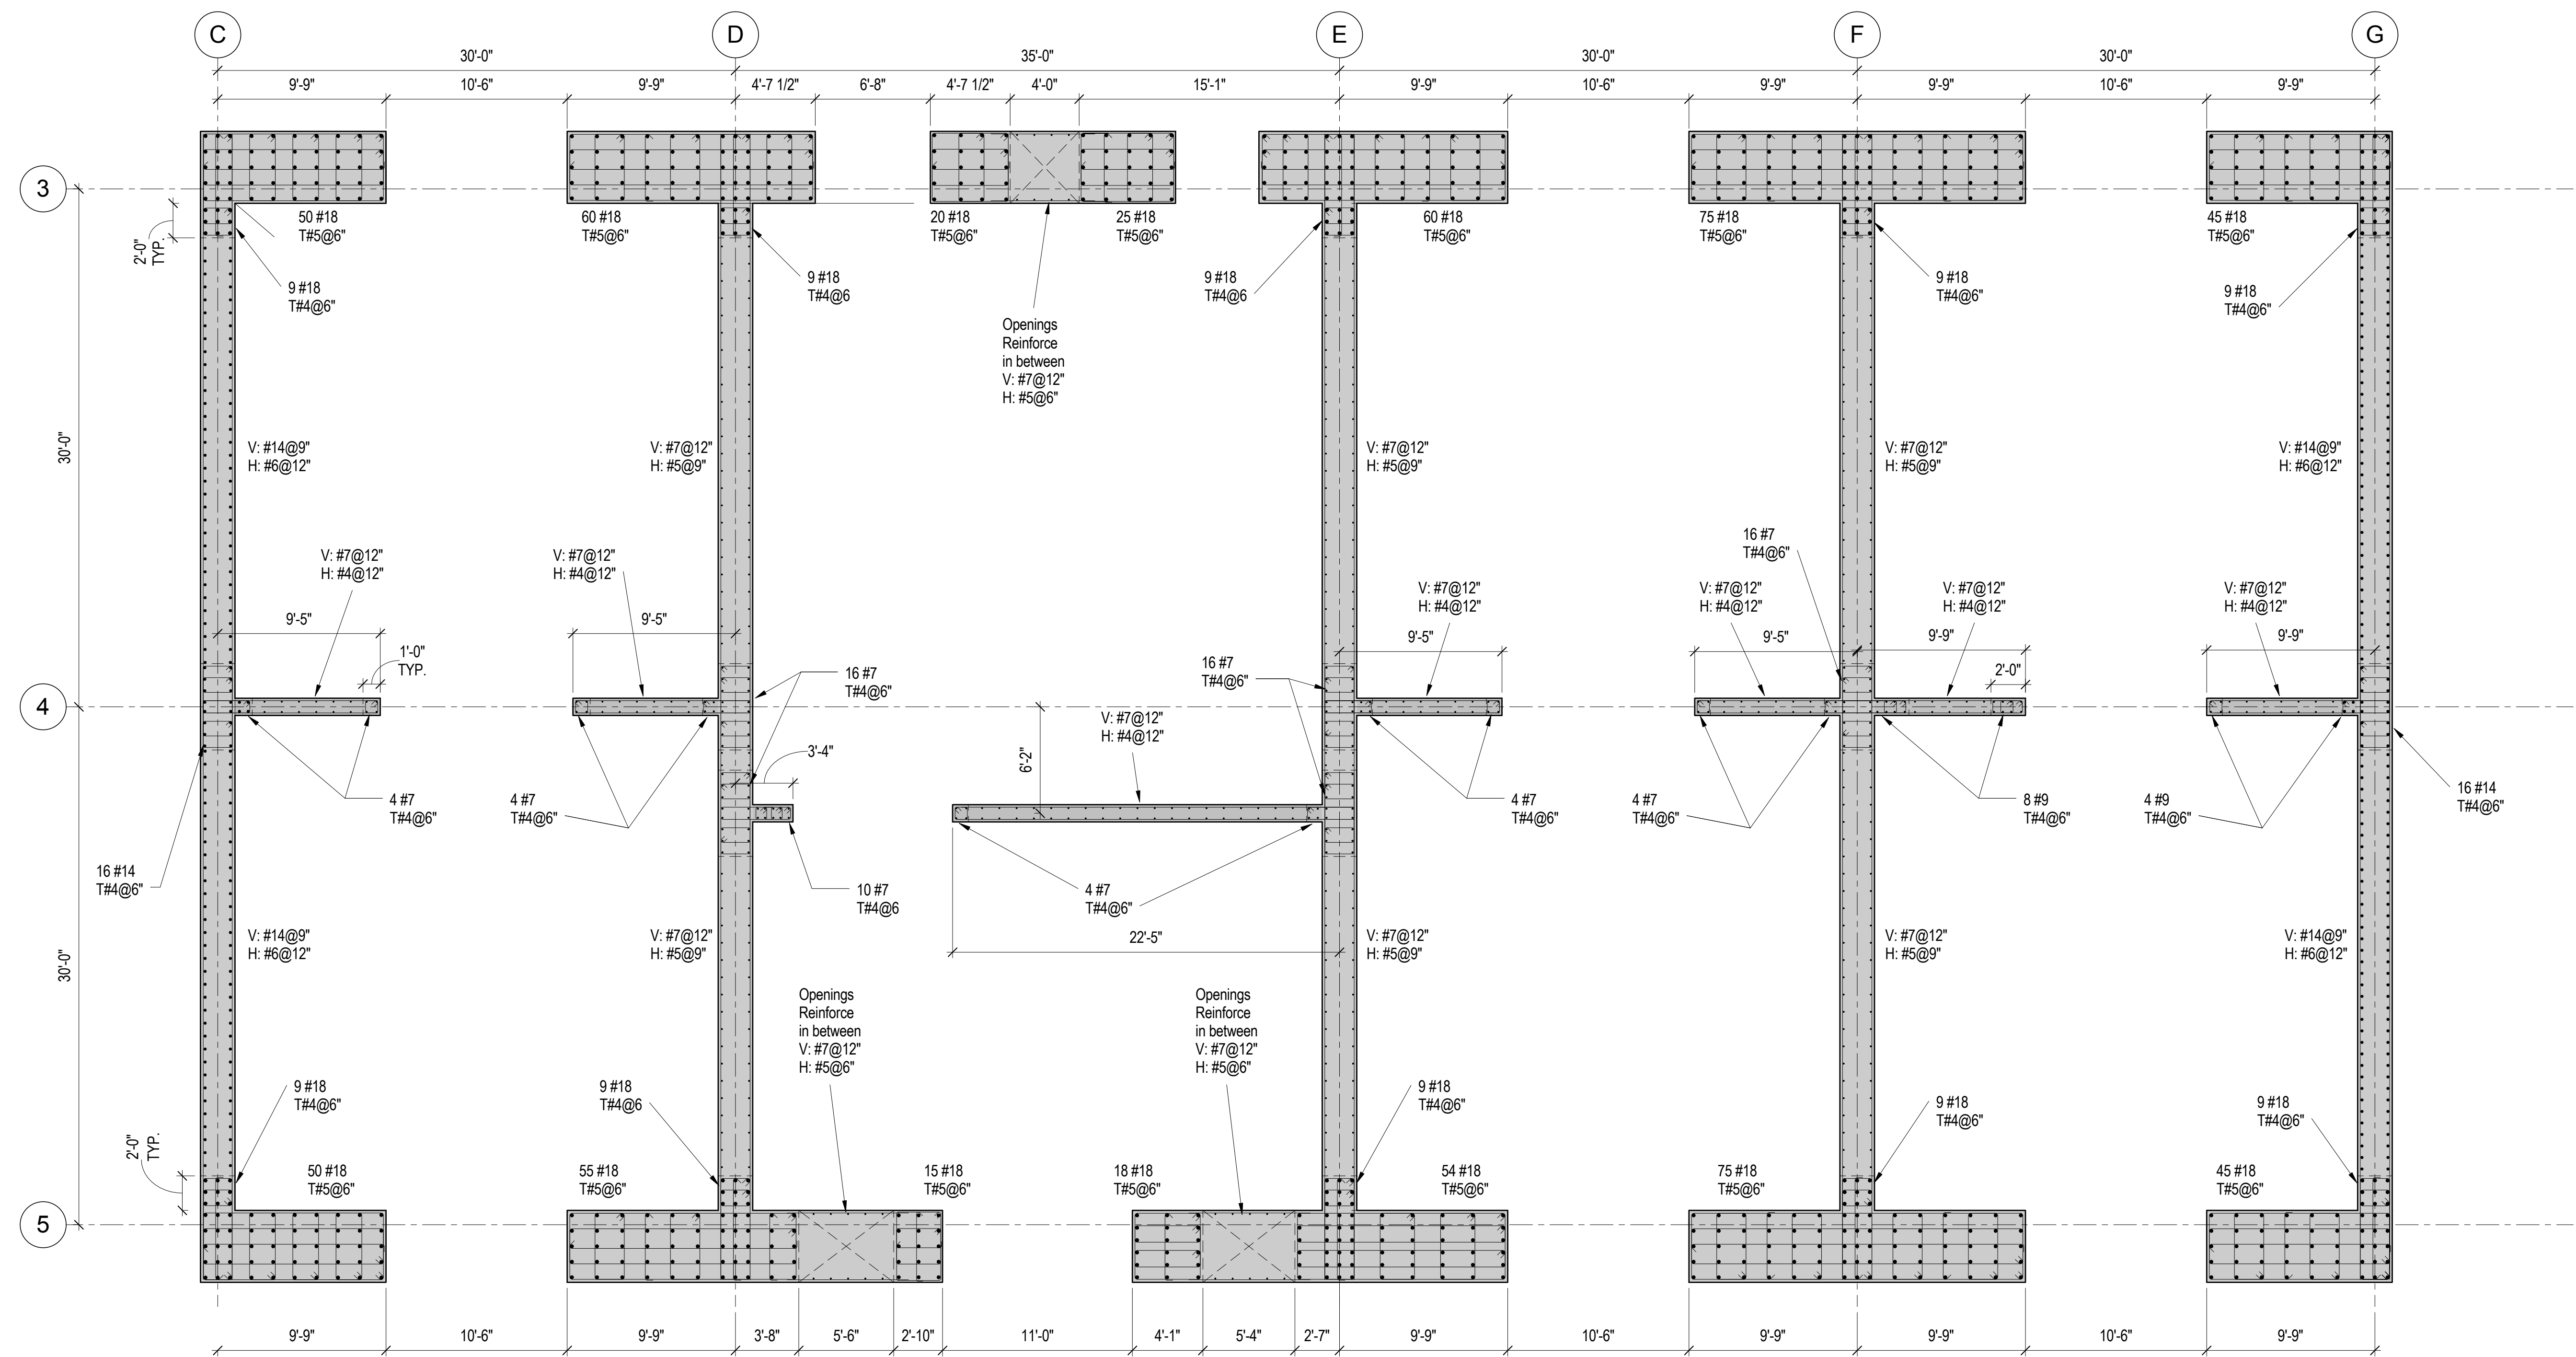 C
D
E
F
G
30'-0"
35'-0"
30'-0"
30'-0"
9'-9"
10'-6"
9'-9"
4'-7 1/2"
6'-8"
4'-7 1/2"
4'-0"
15'-1"
9'-9"
10'-6"
9'-9"
9'-9"
10'-6"
9'-9"
3
50 #18
T#5@6"
60 #18
T#5@6"
20 #18
T#5@6"
25 #18
T#5@6"
60 #18
T#5@6"
75 #18
T#5@6"
45 #18
T#5@6"
2'-0"
TYP.
9 #18
T#4@6"
9 #18
T#4@6
9 #18
T#4@6
9 #18
T#4@6"
9 #18
T#4@6"
Openings
Reinforce
in between
V: #7@12"
H: #5@6"
30'-0"
V: #14@9"
H: #6@12"
V: #7@12"
H: #5@9"
V: #7@12"
H: #5@9"
V: #7@12"
H: #5@9"
V: #14@9"
H: #6@12"
16 #7
T#4@6"
V: #7@12"
H: #4@12"
V: #7@12"
H: #4@12"
V: #7@12"
H: #4@12"
V: #7@12"
H: #4@12"
V: #7@12"
H: #4@12"
V: #7@12"
H: #4@12"
9'-5"
9'-5"
9'-5"
9'-5"
9'-9"
9'-9"
1'-0"
TYP.
16 #7
T#4@6"
16 #7
T#4@6"
2'-0"
4
V: #7@12"
H: #4@12"
6'-2"
3'-4"
4 #7
T#4@6"
4 #7
T#4@6"
4 #7
T#4@6"
4 #7
T#4@6"
8 #9
T#4@6"
4 #9
T#4@6"
16 #14
T#4@6"
16 #14
T#4@6"
10 #7
T#4@6
4 #7
T#4@6"
22'-5"
30'-0"
V: #14@9"
H: #6@12"
V: #7@12"
H: #5@9"
V: #7@12"
H: #5@9"
V: #7@12"
H: #5@9"
V: #14@9"
H: #6@12"
Openings
Reinforce
in between
V: #7@12"
H: #5@6"
Openings
Reinforce
in between
V: #7@12"
H: #5@6"
9 #18
T#4@6"
9 #18
T#4@6
9 #18
T#4@6"
9 #18
T#4@6"
9 #18
T#4@6"
2'-0"
TYP.
50 #18
T#5@6"
55 #18
T#5@6"
15 #18
T#5@6"
18 #18
T#5@6"
54 #18
T#5@6"
75 #18
T#5@6"
45 #18
T#5@6"
5
9'-9"
10'-6"
9'-9"
3'-8"
5'-6"
2'-10"
11'-0"
4'-1"
5'-4"
2'-7"
9'-9"
10'-6"
9'-9"
9'-9"
10'-6"
9'-9"